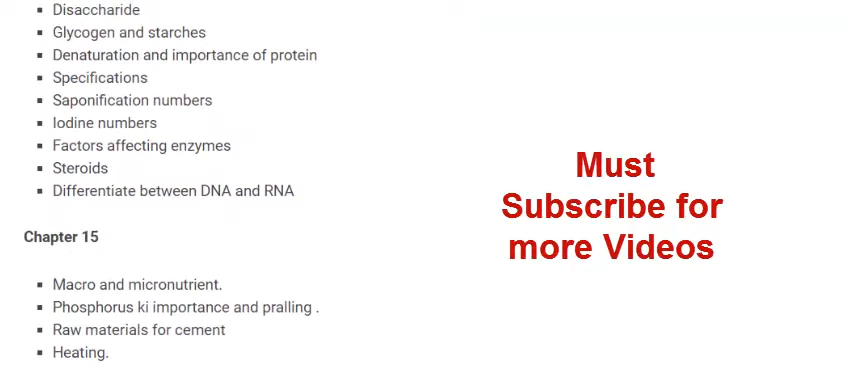 Disaccharide
Glycogen and starches
Denaturation and importance of protein
Specifications
Saponification numbers
Iodine numbers
Factors affecting enzymes
Steroids
Differentiate between DNA and RNA
Chapter 15
Macro and micronutrient.
Phosphorus ki importance and pralling .
Raw materials for cement
Heating.
Must
Subscribe for
more Videos